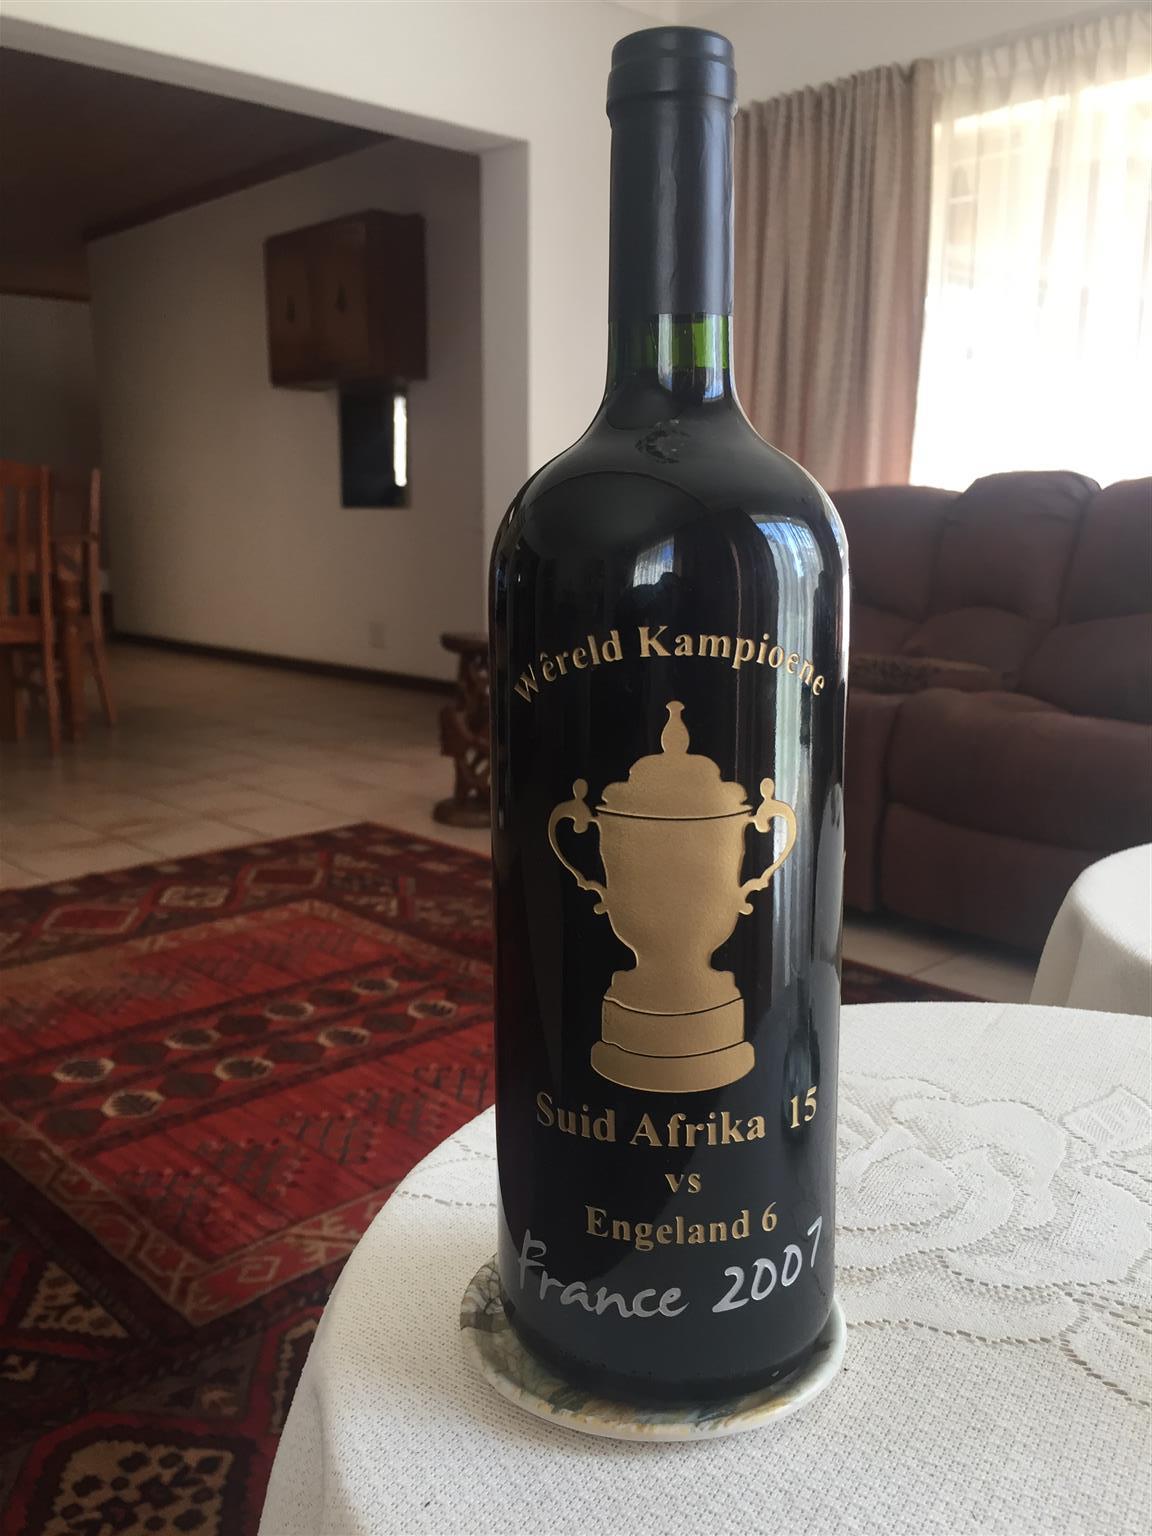 Wêreld Kampioene
Suid Afrika 15
vs
Engeland 6
France 2007